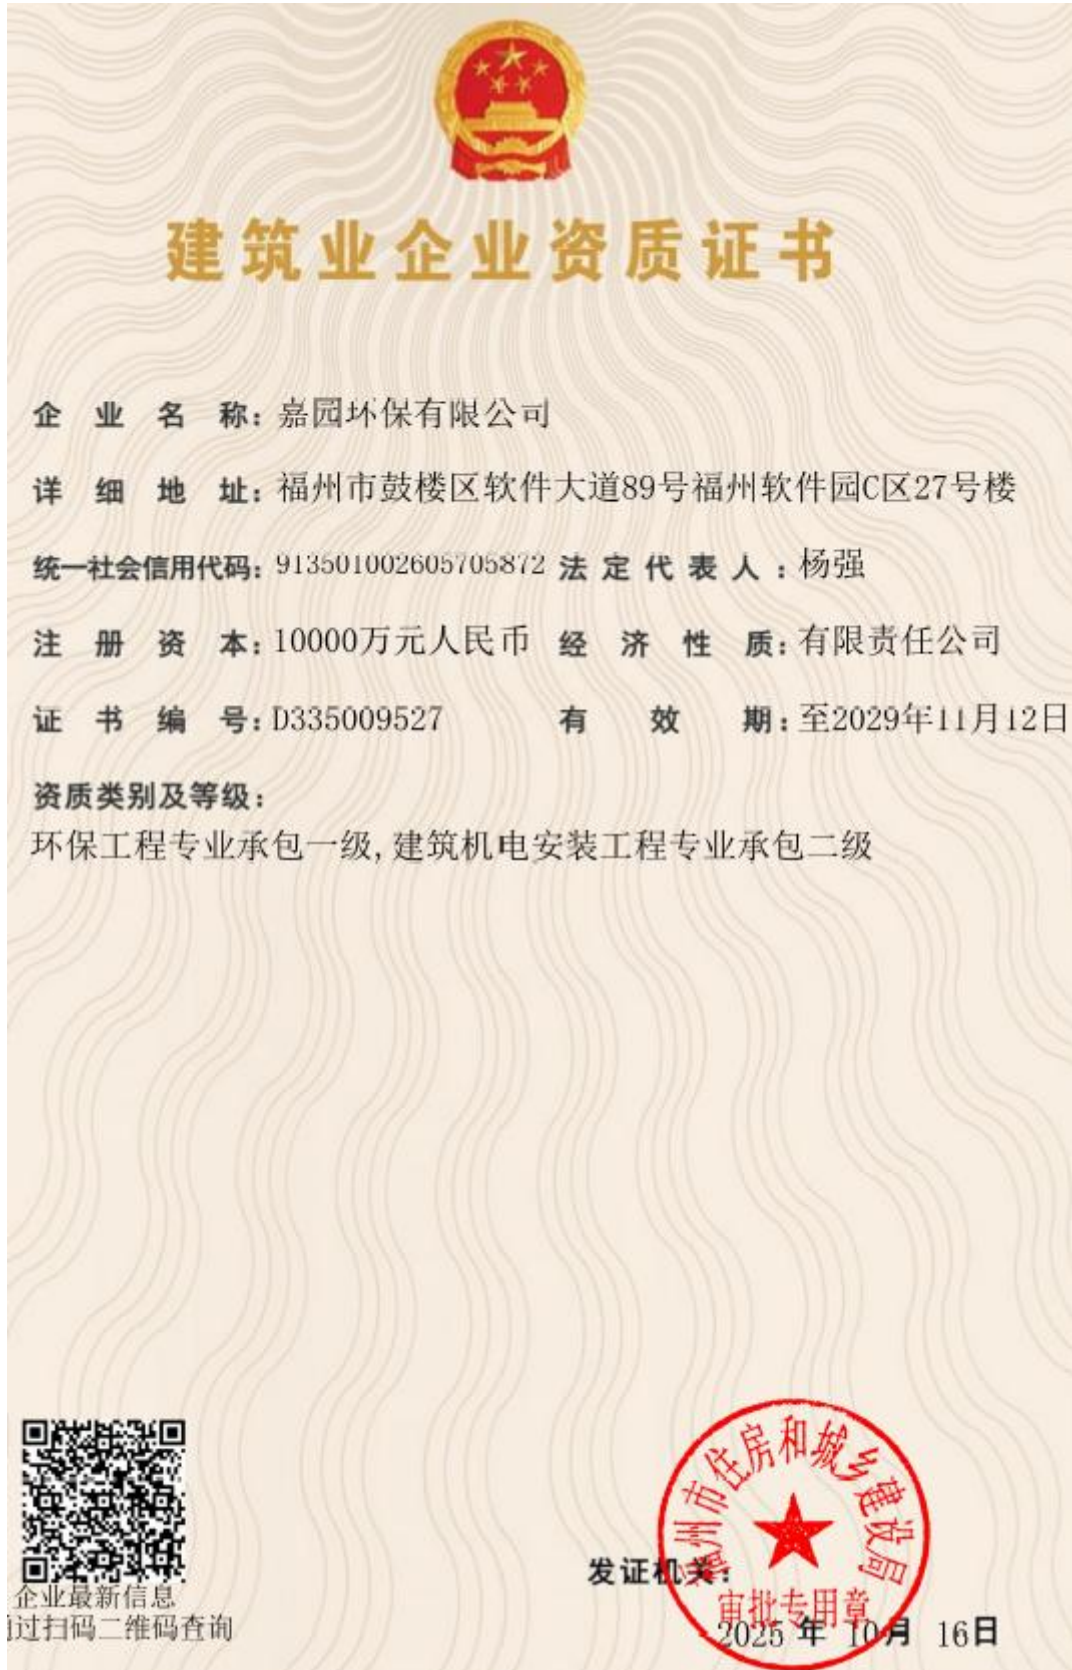 建筑业企业资质证书
企业名称：嘉园环保有限公司
详细地址：福州市鼓楼区软件大道89号福州软件园C区27号楼
统一社会信用代码：913501002605705872 法定代表人：杨强
注册资本：10000万元人民币 经济性质：有限责任公司
证书编号：D335009527 有效期：至2029年11月12日
资质类别及等级：
环保工程专业承包一级,建筑机电安装工程专业承包二级
福州市住房和城乡建设局
发证机关：
审批专用章
企业最新信息
通过扫码二维码查询
2025 年 10月 16日